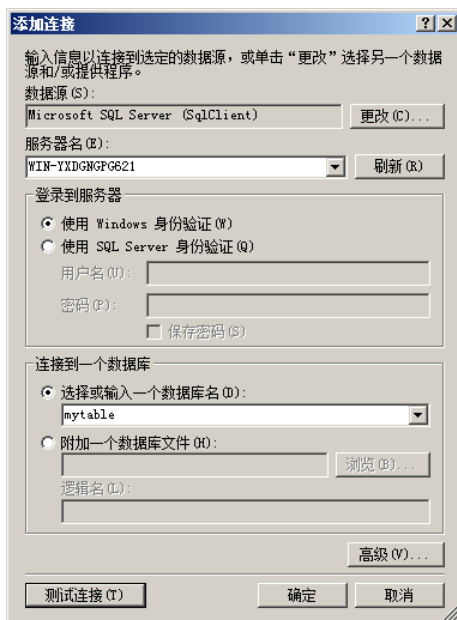 添加连接
输入信息以连接到选定的数据源，或单击“更改”选择另一个数据
源和/或提供程序。
数据源(S):
Microsoft SQL Server (SqlClient)
更改(C)...
服务器名(E):
WIN-YXDGNGPG621
刷新(R)
登录到服务器
使用 Windows 身份验证(W)
使用 SQL Server 身份验证(Q)
用户名(U):
密码(P):
保存密码(S)
连接到一个数据库
选择或输入一个数据库名(D):
mytable
附加一个数据库文件(H):
浏览(B)...
逻辑名(L):
高级(V)...
测试连接(T)
确定
取消